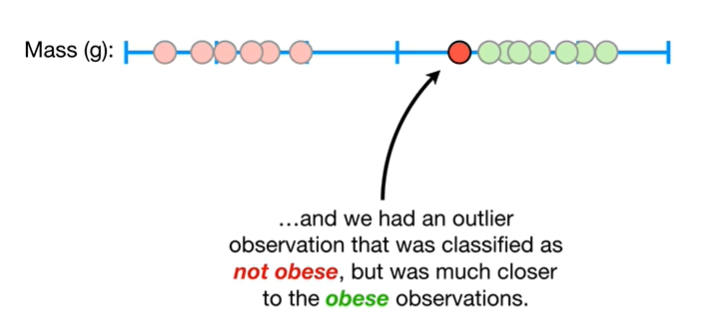 Mass (g):
...and we had an outlier
observation that was classified as
not obese, but was much closer
to the obese observations.